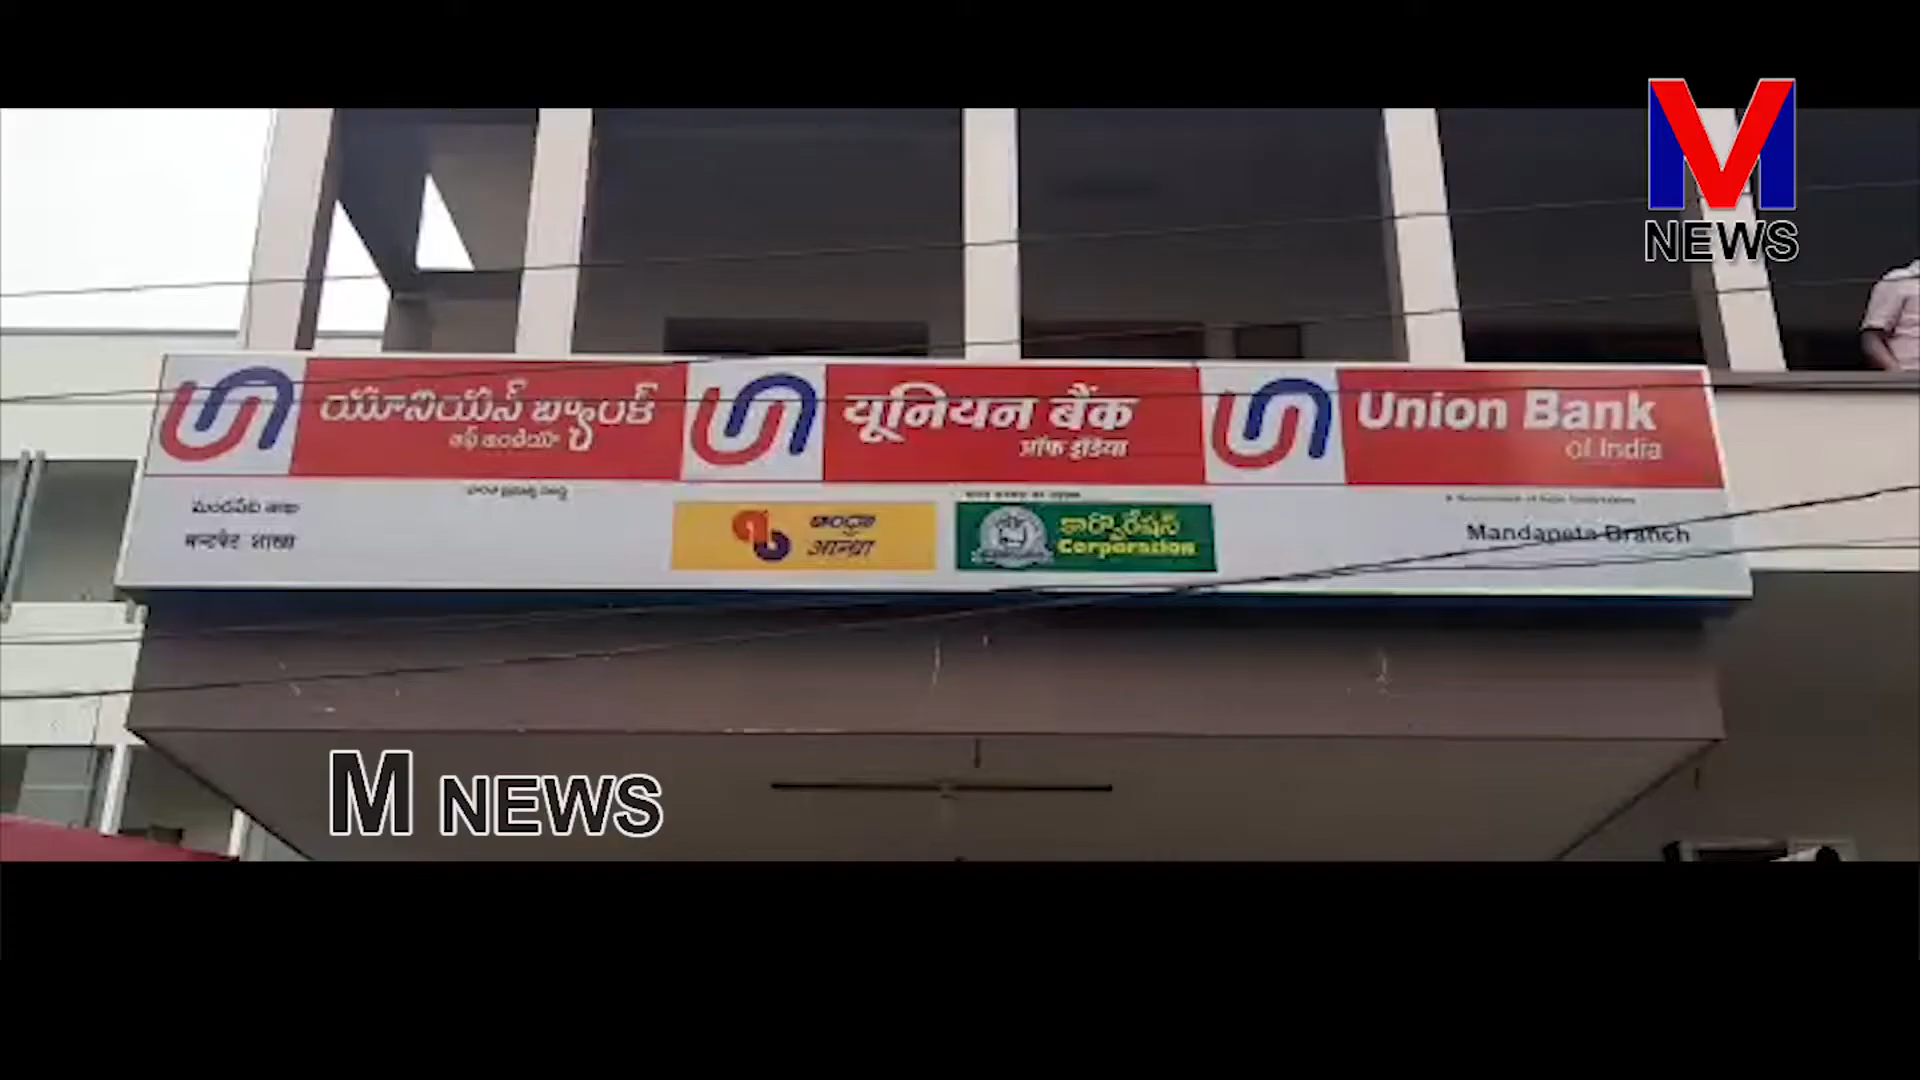 M
NEWS
యూనియన్ బ్యాంక్
ఆఫ్ ఇండియా
यूनियन बैंक
ऑफ इंडिया
Union Bank
of India
శాఖ
शाखा
ఆంధ్రా
आन्ध्रा
కార్పొరేషన్
Corporation
Mandapeta Branch
M NEWS